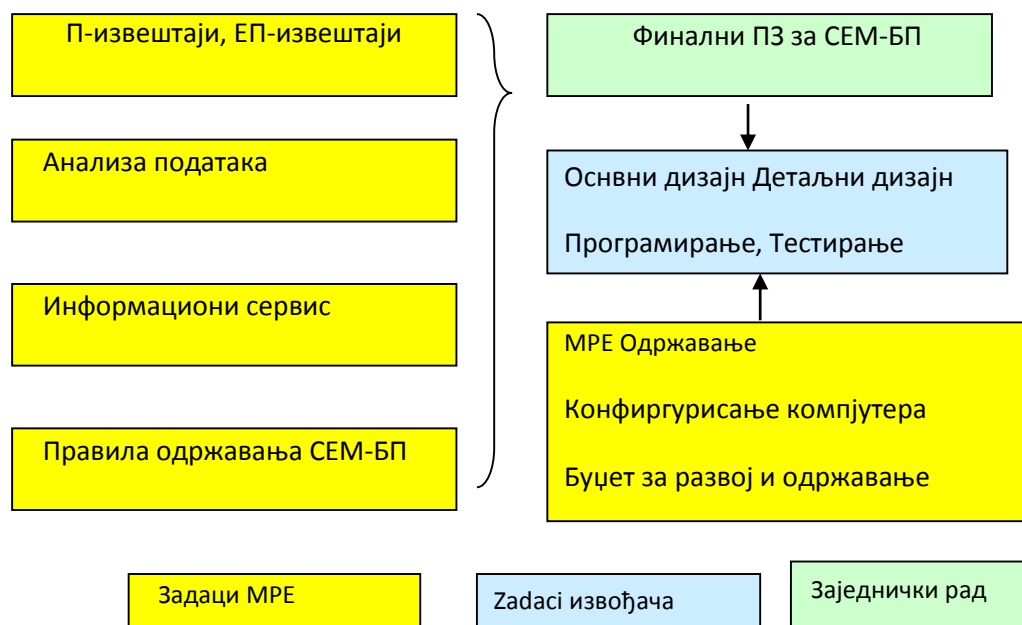 П-извештаји, ЕП-извештаји
Анализа података
Информациони сервис
Правила одржавања СЕМ-БП
Финални ПЗ за СЕМ-БП
Оснвни дизајн Детаљни дизајн
Програмирање, Тестирање
МРЕ Одржавање
Конфиргурисање компјутера
Буџет за развој и одржавање
Задаци МРЕ
Zadaci извођача
Заједнички рад